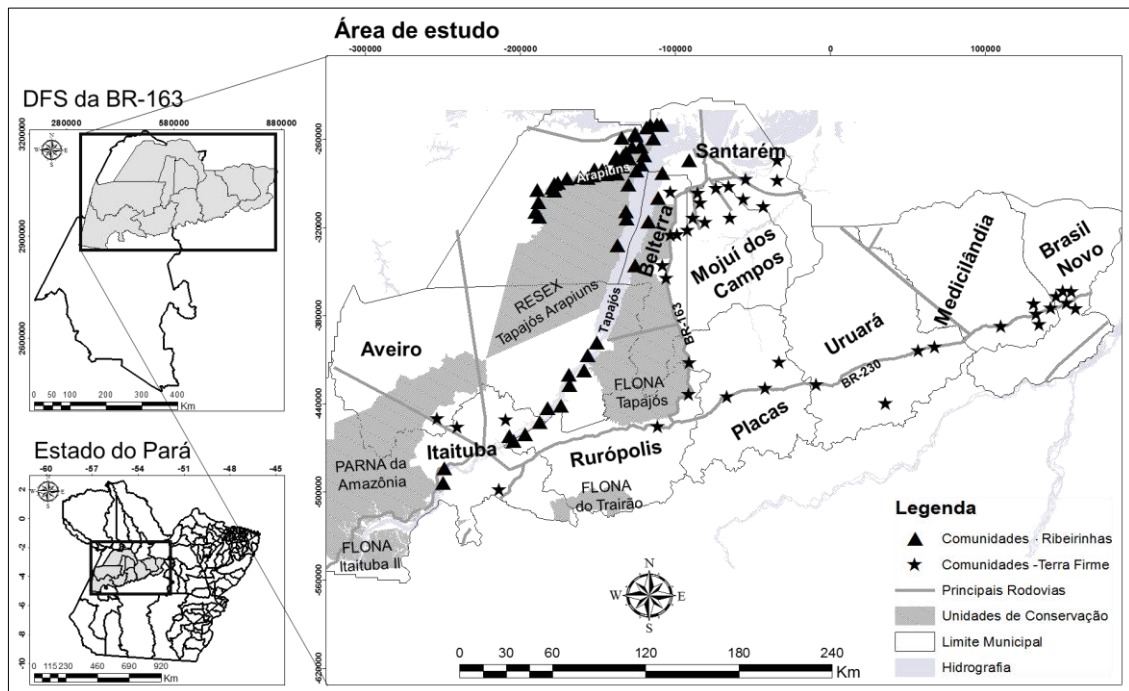 Área de estudo
-300000 -200000 -100000 0 100000
DFS da BR-163
280000 580000 880000
3200000
2900000
2600000
N
W E
S
0 50 100 200 300 400
Km
Estado do Pará
-60 -57 -54 -51 -48 -45
2
0
-2
-4
-6
-8
-10
N
W E
S
0 115 230 460 690 920
Km
-260000
-320000
-380000
-440000
-500000
-560000
-620000
Santarém
Arapiuns
Belterra
Mojuí dos
Campos
Medicilândia
Brasil
Novo
RESEX
Tapajós Arapiuns
Tapajós
BR-163
Uruará
Aveiro
FLONA
Tapajós
BR-230
Placas
Itaituba
Rurópolis
PARNA da
Amazônia
FLONA
do Trairão
FLONA
Itaituba II
Legenda
Comunidades - Ribeirinhas
Comunidades -Terra Firme
Principais Rodovias
Unidades de Conservação
Limite Municipal
Hidrografia
N
W E
S
0 30 60 120 180 240
Km